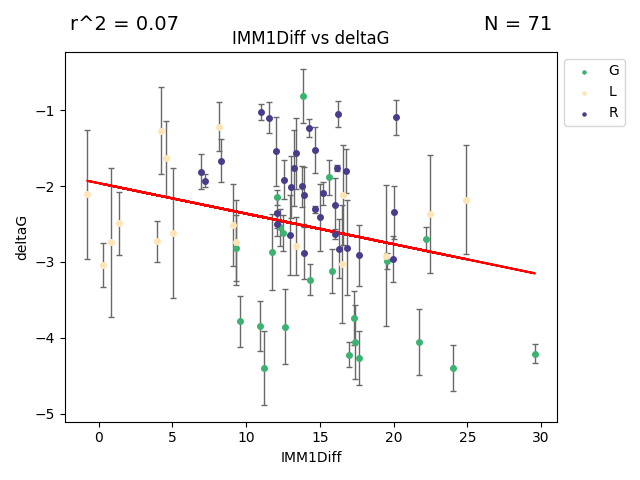 r^2 = 0.07
N = 71
IMM1Diff vs deltaG
G
L
R
−1
−2
−3
−4
−5
deltaG
0 5 10 15 20 25 30
IMM1Diff